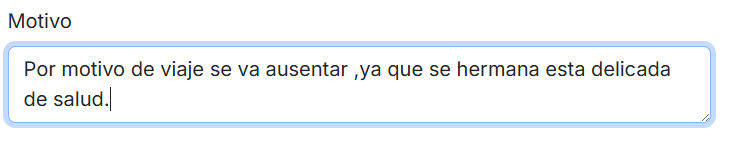 Motivo
Por motivo de viaje se va ausentar ,ya que se hermana esta delicada
de salud.